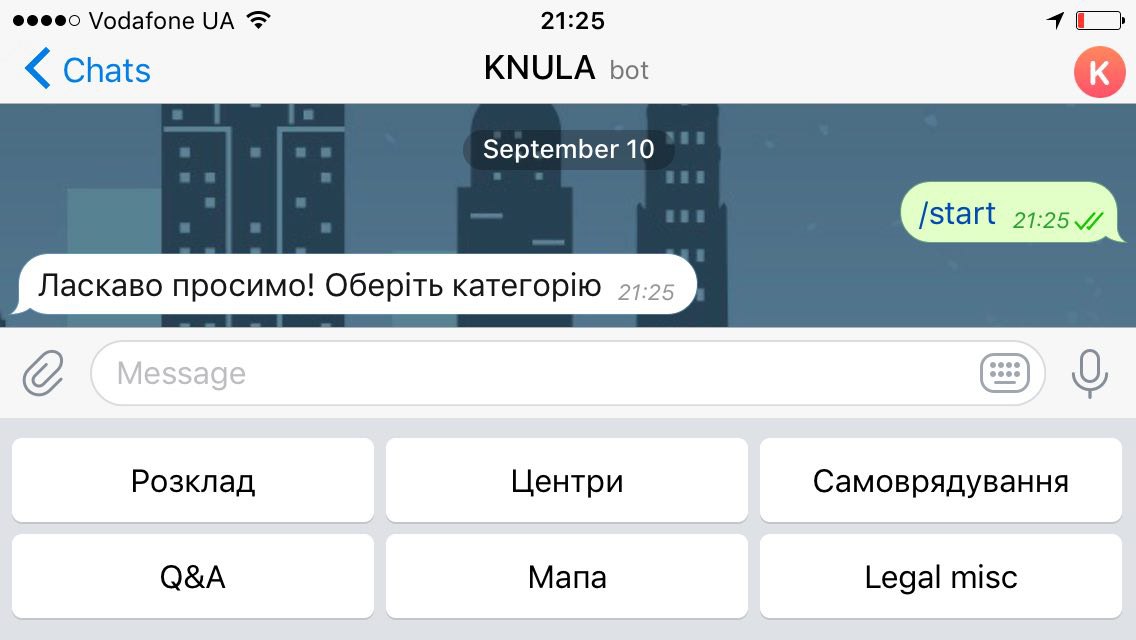 Vodafone UA 21:25
Chats KNULA bot K
September 10
/start 21:25
Ласкаво просимо! Оберіть категорію 21:25
Message
Розклад Центри Самоврядування
Q&A Мапа Legal misc